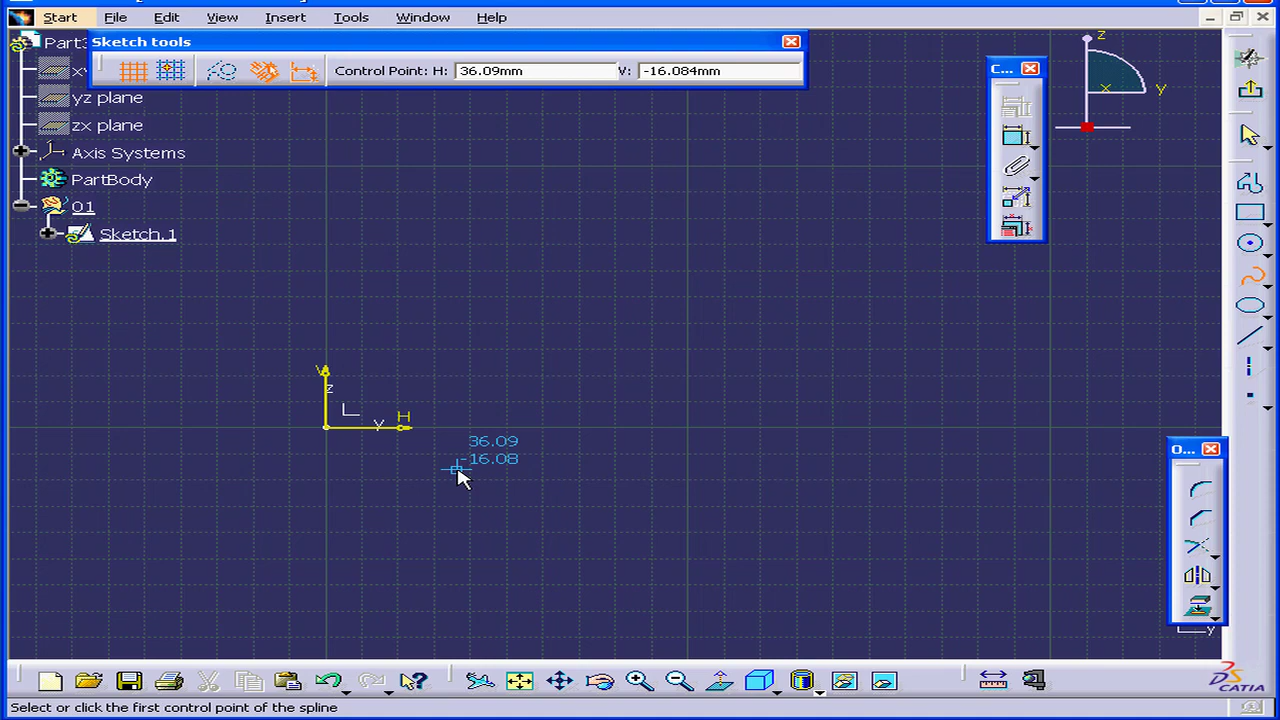 Start File Edit View Insert Tools Window Help
Sketch tools
Control Point: H: 36.09mm V: -16.084mm
C...
z
x y
yz plane
zx plane
Axis Systems
PartBody
01
Sketch.1
V
z
H
y
36.09
-16.08
O...
y
DS
CATIA
Select or click the first control point of the spline